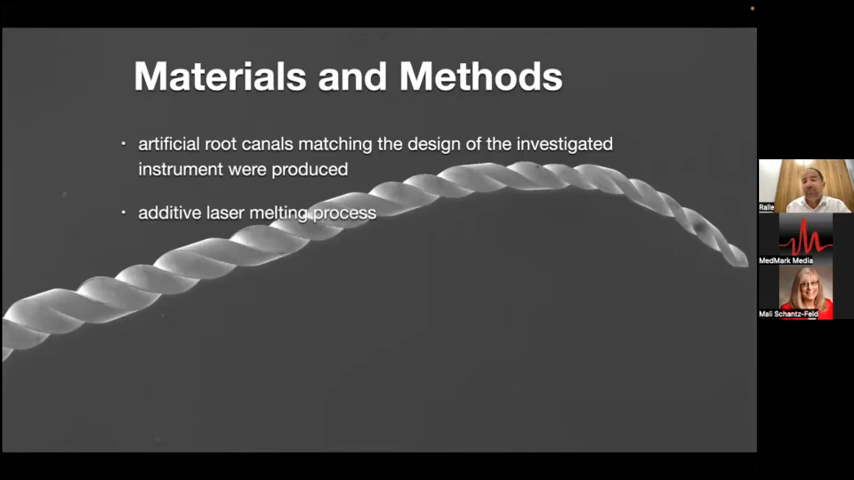 Materials and Methods
• artificial root canals matching the design of the investigated
instrument were produced
• additive laser melting process
Ralle
MedMark Media
Mali Schantz-Feld